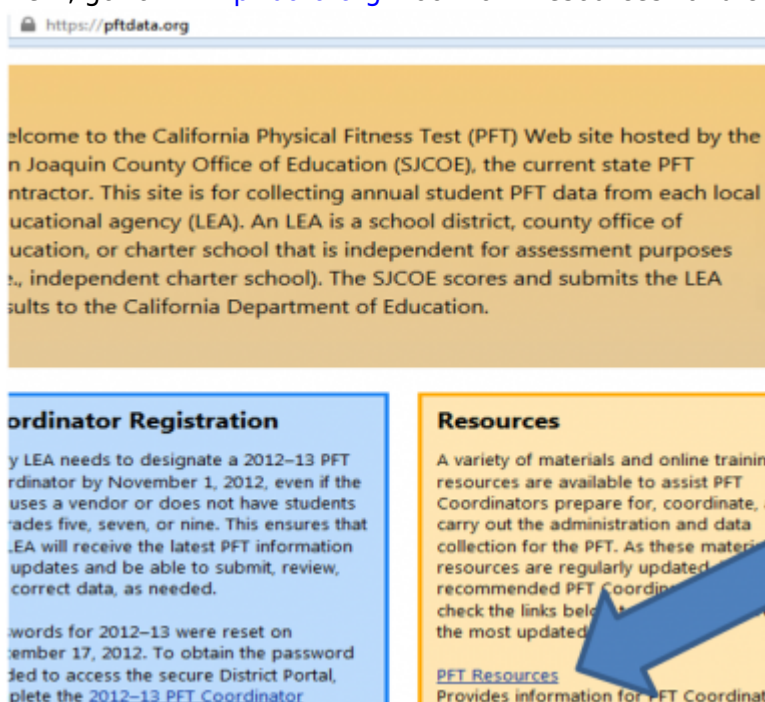 https://pftdata.org
elcome to the California Physical Fitness Test (PFT) Web site hosted by the
n Joaquin County Office of Education (SJCOE), the current state PFT
ntractor. This site is for collecting annual student PFT data from each local
ucational agency (LEA). An LEA is a school district, county office of
ucation, or charter school that is independent for assessment purposes
., independent charter school). The SJCOE scores and submits the LEA
sults to the California Department of Education.
ordinator Registration
y LEA needs to designate a 2012–13 PFT
rdinator by November 1, 2012, even if the
uses a vendor or does not have students
rades five, seven, or nine. This ensures that
LEA will receive the latest PFT information
updates and be able to submit, review,
correct data, as needed.
words for 2012–13 were reset on
ember 17, 2012. To obtain the password
ded to access the secure District Portal,
plete the 2012–13 PFT Coordinator
Resources
A variety of materials and online trainin
resources are available to assist PFT
Coordinators prepare for, coordinate,
carry out the administration and data
collection for the PFT. As these materi
resources are regularly updated
recommended PFT Coordin
check the links bel
the most updated
PFT Resources
Provides information for PFT Coordinat